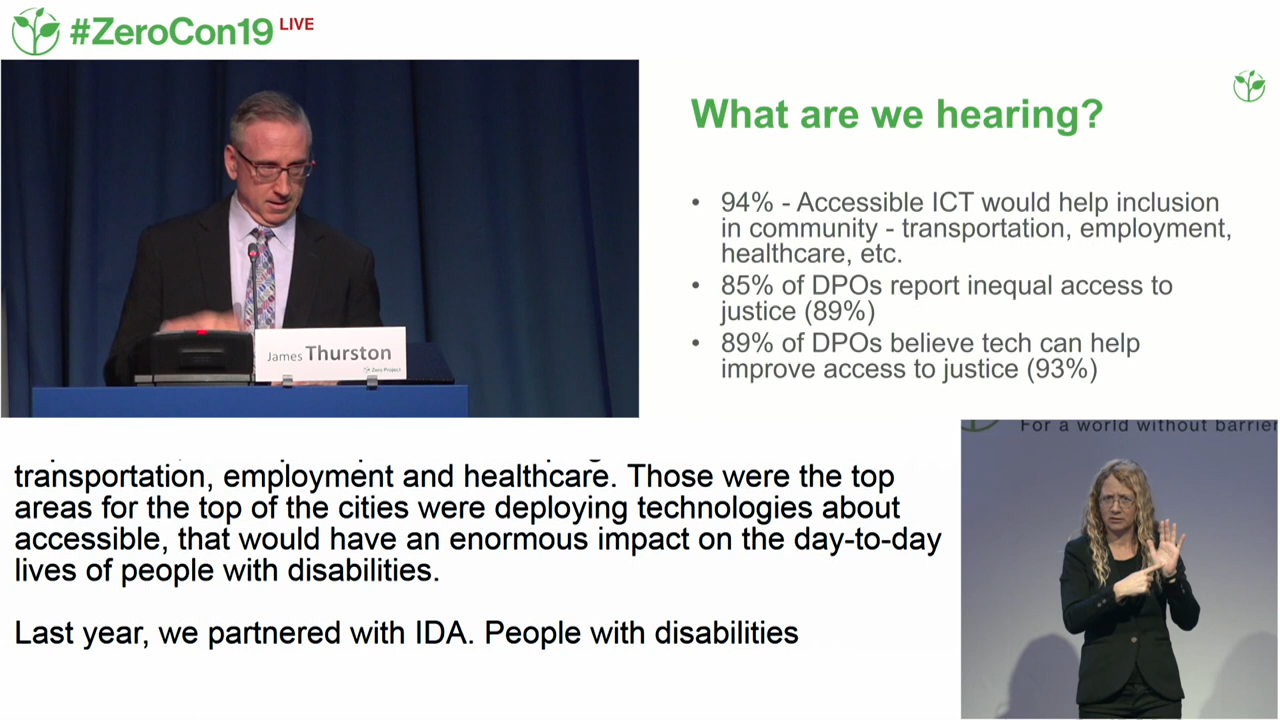 #ZeroCon19 LIVE
What are we hearing?
• 94% - Accessible ICT would help inclusion
in community - transportation, employment,
healthcare, etc.
• 85% of DPOs report inequal access to
justice (89%)
• 89% of DPOs believe tech can help
improve access to justice (93%)
James Thurston
Zero Project
For a world without barrier
transportation, employment and healthcare. Those were the top
areas for the top of the cities were deploying technologies about
accessible, that would have an enormous impact on the day-to-day
lives of people with disabilities.
Last year, we partnered with IDA. People with disabilities